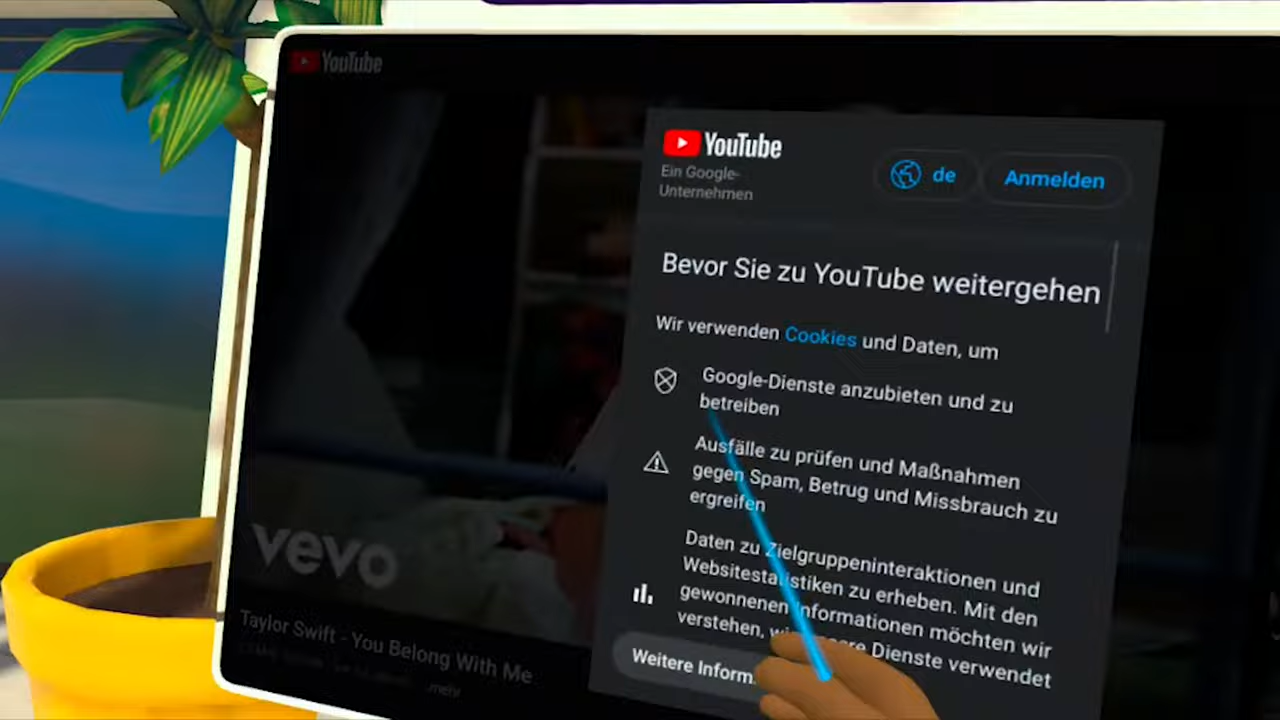 YouTube
YouTube
Ein Google-
Unternehmen
de
Anmelden
Bevor Sie zu YouTube weitergehen
Wir verwenden Cookies und Daten, um
Google-Dienste anzubieten und zu
betreiben
Ausfälle zu prüfen und Maßnahmen
gegen Spam, Betrug und Missbrauch zu
ergreifen
Daten zu Zielgruppeninteraktionen und
Websitestatistiken zu erheben. Mit den
gewonnenen Informationen möchten wir
verstehen, Dienste verwendet
Weitere
vevo
Taylor Swift - You Belong With Me
...mehr